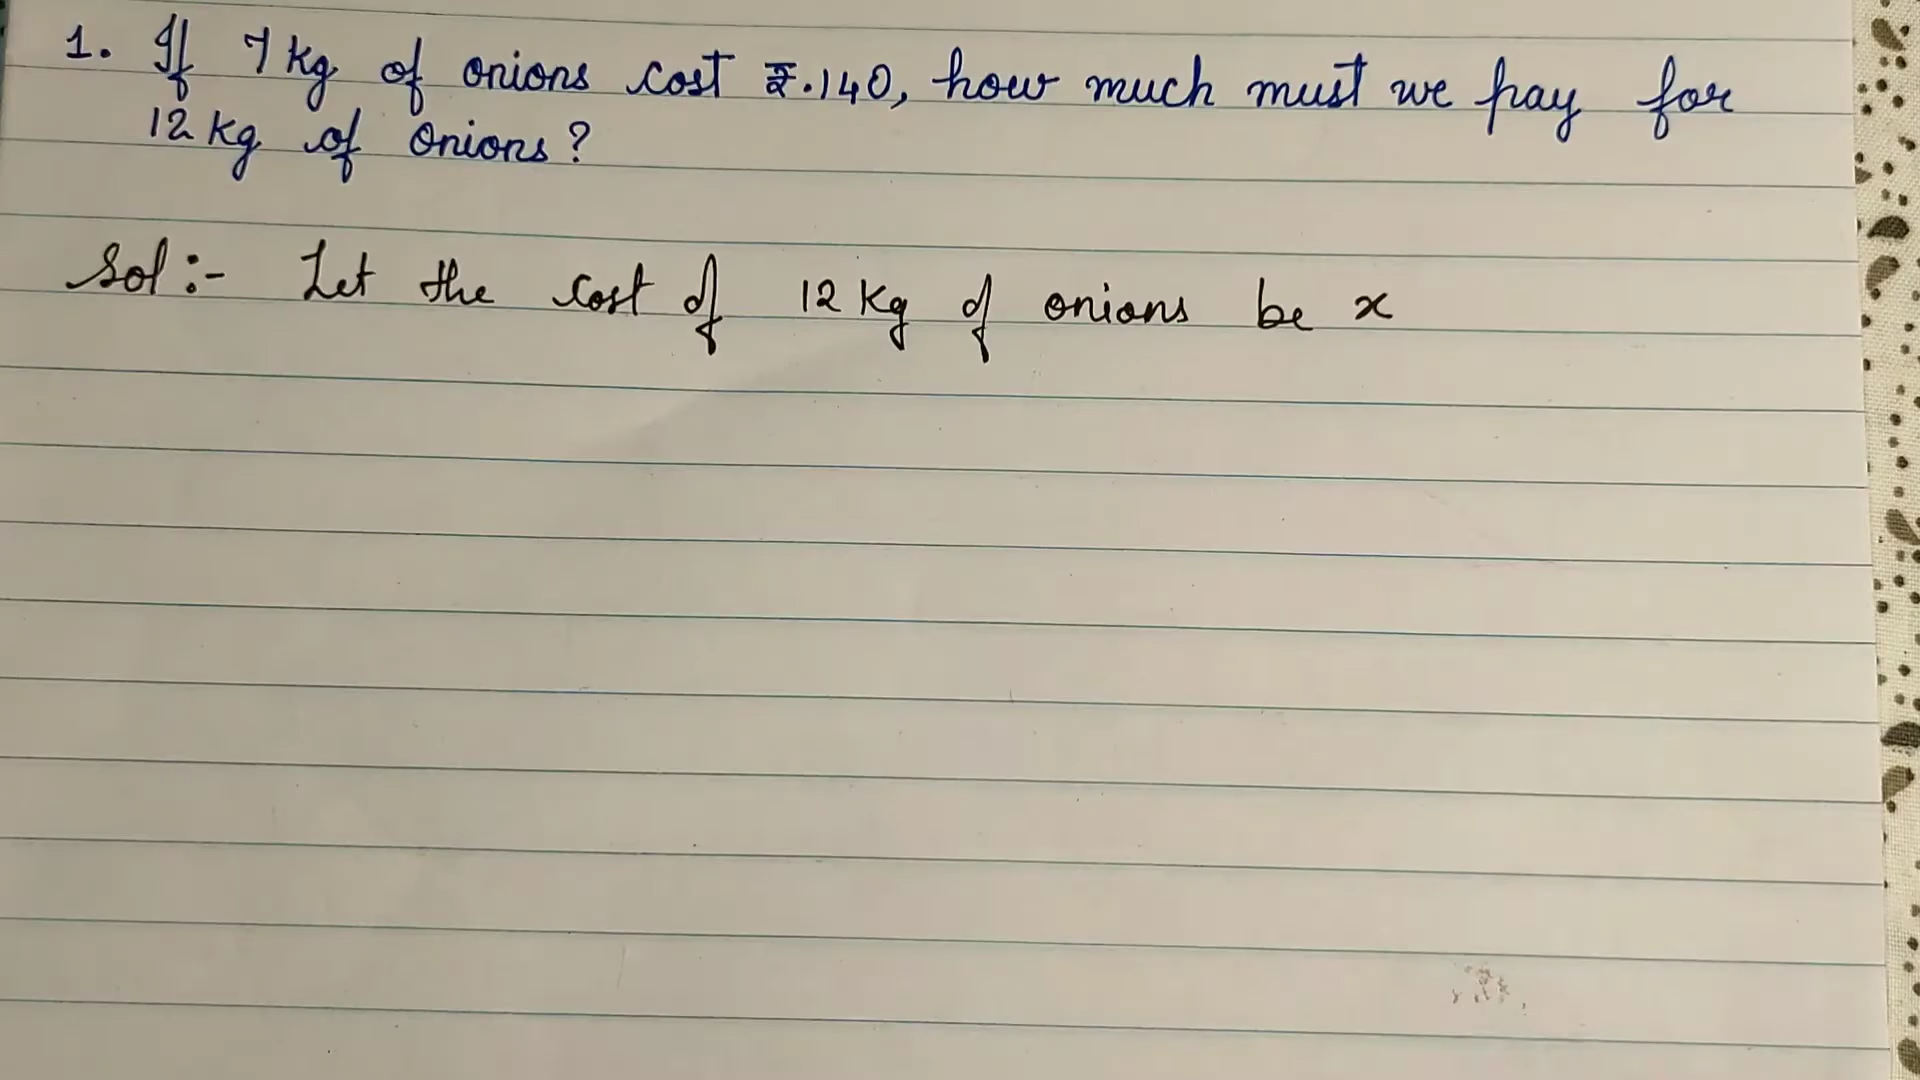 1. If 7 kg of onions cost ₹.140, how much must we pay for
12 kg of onions?
Sol :- Let the cost of 12 kg of onions be x